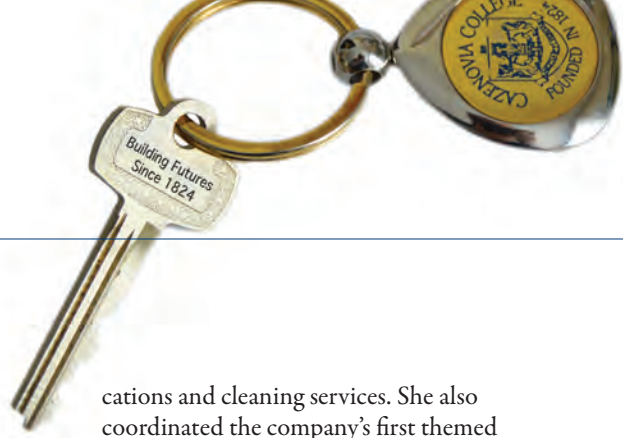 CAZENOVIA COLLEGE
FOUNDED IN 1824
Building Futures
Since 1824
cations and cleaning services. She also
coordinated the company's first themed